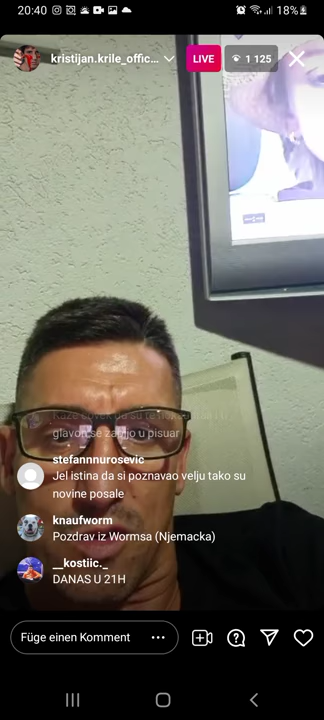 20:40
18%
kristijan.krile_offic...
LIVE
1 125
glavom se zabijo u pisuar
stefannnurosevic
Jel istina da si poznavao velju tako su
novine posale
knaufworm
Pozdrav iz Wormsa (Njemacka)
__kostiic._
DANAS U 21H
Füge einen Komment